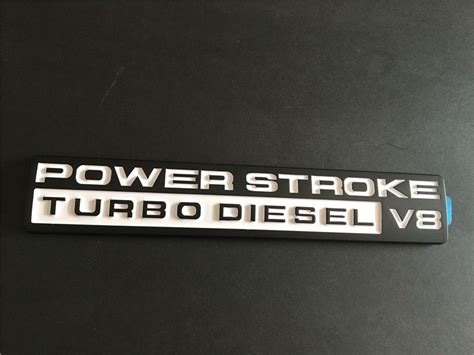 POWER STROKE
TURBO DIESEL V8